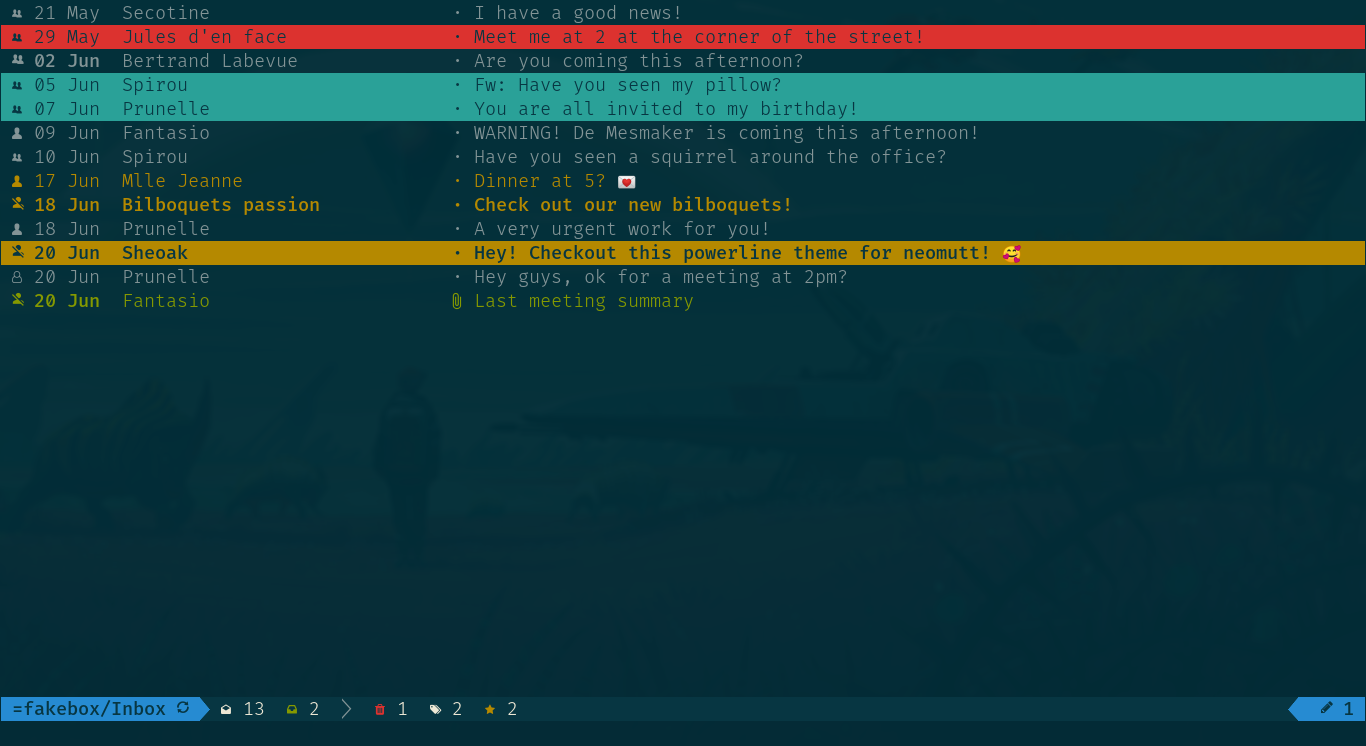 21 May Secotine · I have a good news!
29 May Jules d'en face · Meet me at 2 at the corner of the street!
02 Jun Bertrand Labevue · Are you coming this afternoon?
05 Jun Spirou · Fw: Have you seen my pillow?
07 Jun Prunelle · You are all invited to my birthday!
09 Jun Fantasio · WARNING! De Mesmaker is coming this afternoon!
10 Jun Spirou · Have you seen a squirrel around the office?
17 Jun Mlle Jeanne · Dinner at 5? 💌
18 Jun Bilboquets passion · Check out our new bilboquets!
18 Jun Prunelle · A very urgent work for you!
20 Jun Sheoak · Hey! Checkout this powerline theme for neomutt! 🥰
20 Jun Prunelle · Hey guys, ok for a meeting at 2pm?
20 Jun Fantasio Last meeting summary
=fakebox/Inbox 13 2 1 2 2 1